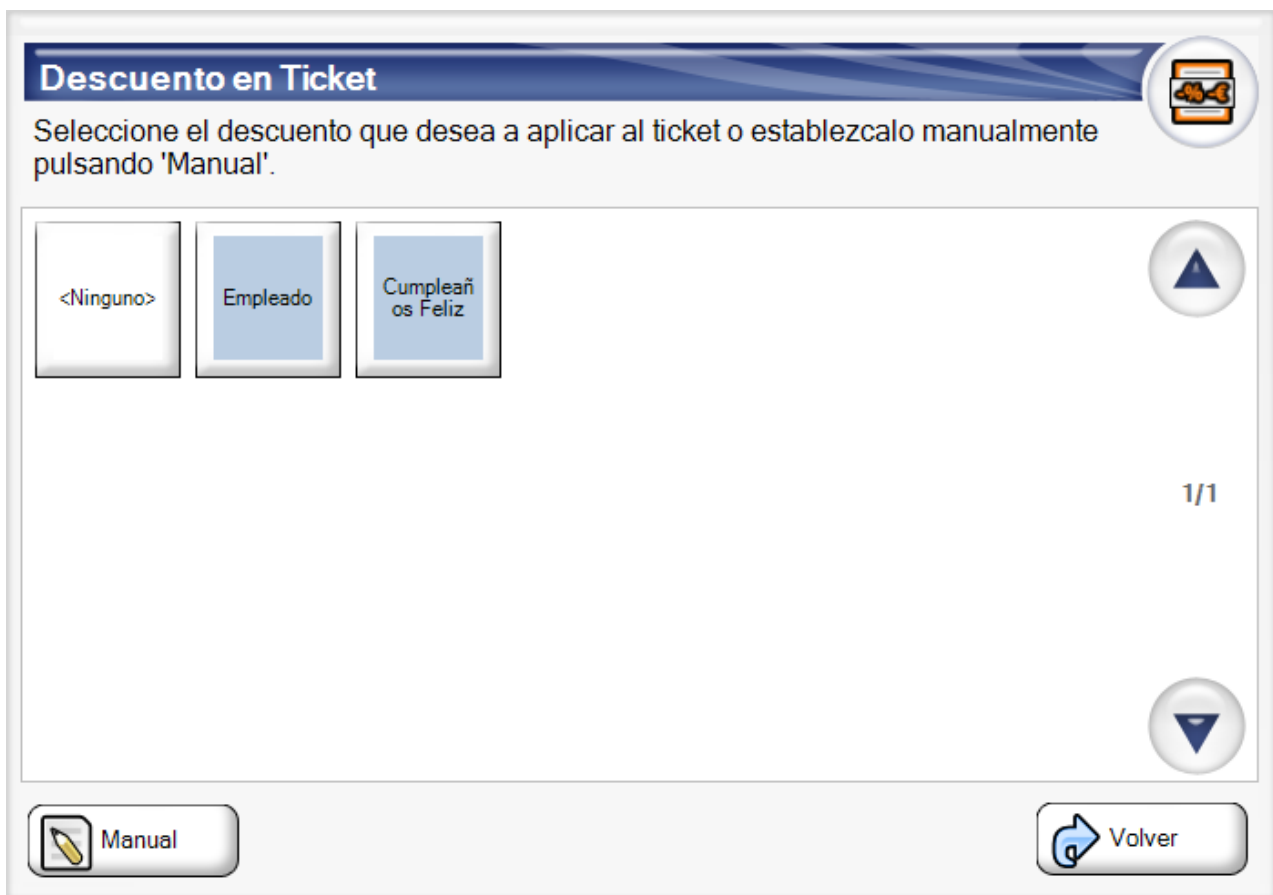 Descuento en Ticket
Seleccione el descuento que desea a aplicar al ticket o establezcalo manualmente
pulsando 'Manual'.
<Ninguno>
Empleado
Cumpleañ
os Feliz
1/1
Manual
Volver